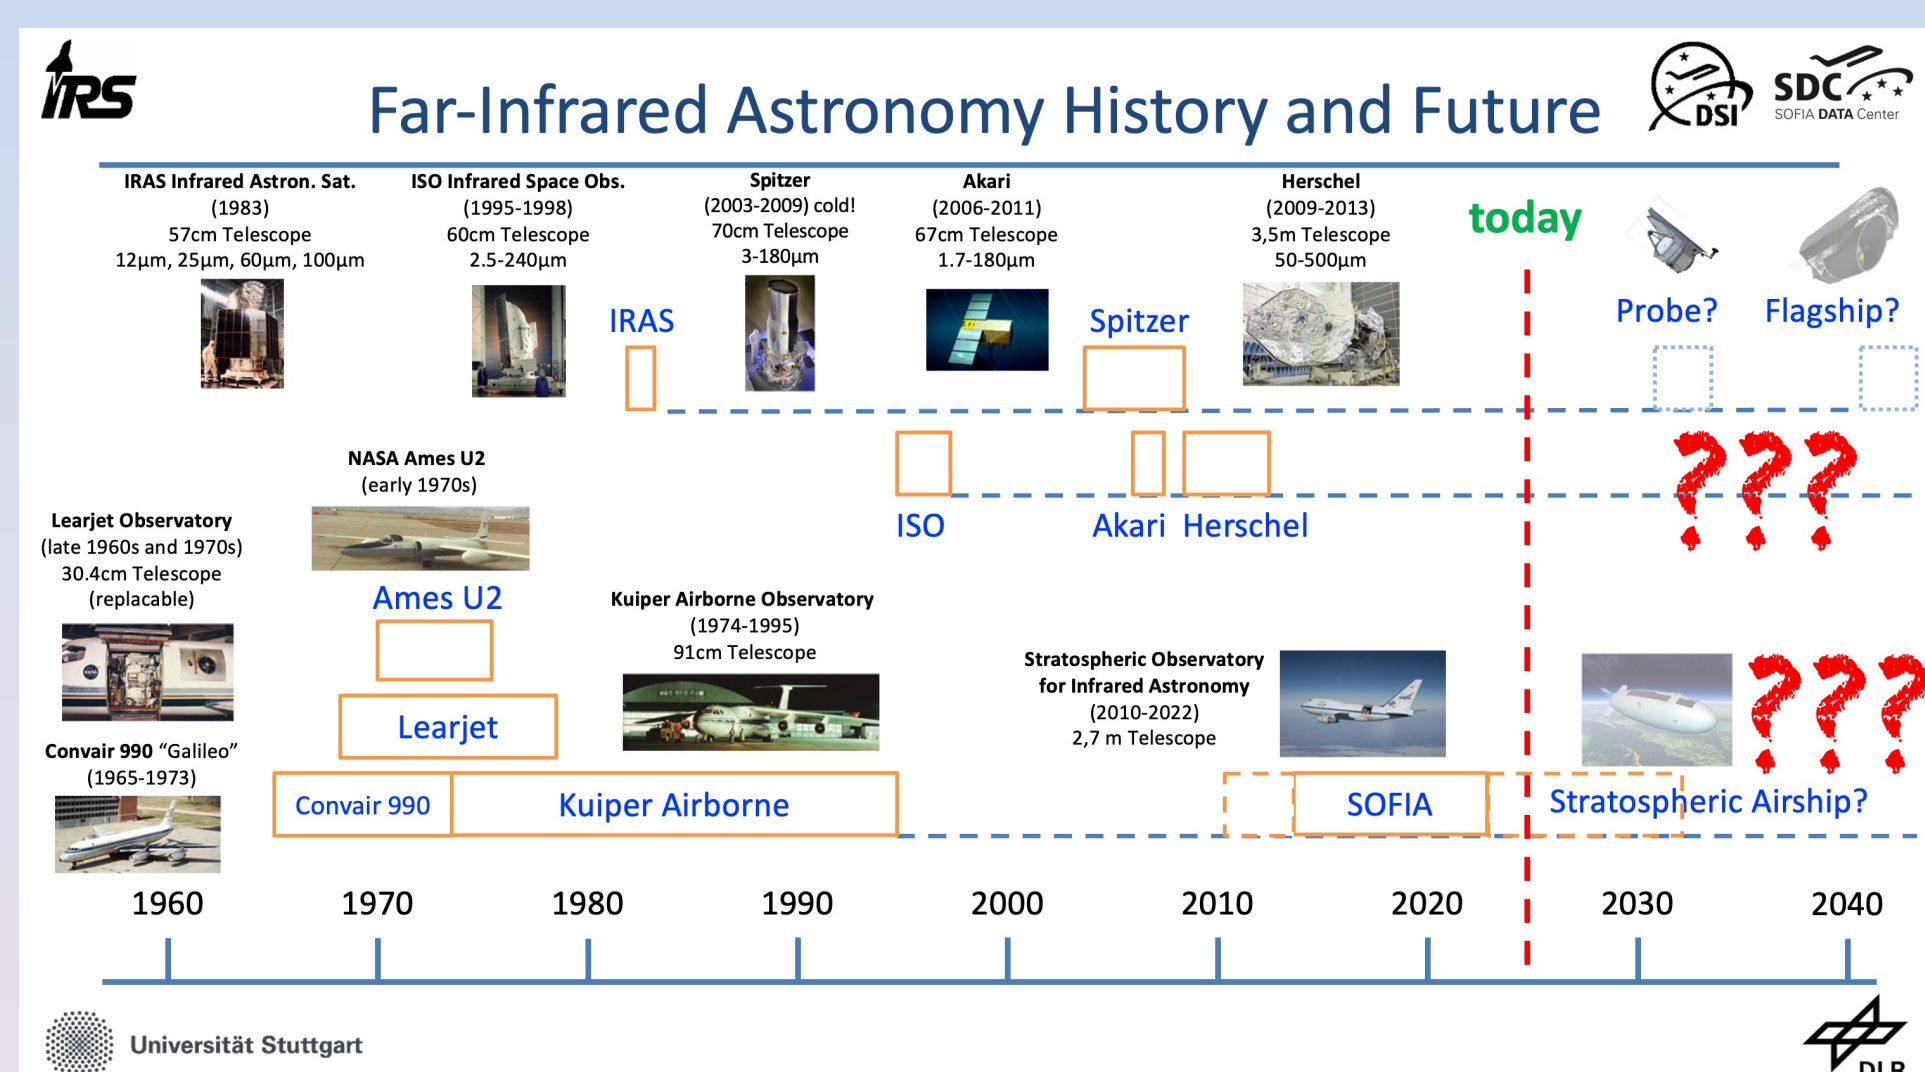 IRS
Far-Infrared Astronomy History and Future
DSI
SDC
SOFIA DATA Center
IRAS Infrared Astron. Sat.
(1983)
57cm Telescope
12µm, 25µm, 60µm, 100µm
ISO Infrared Space Obs.
(1995-1998)
60cm Telescope
2.5-240µm
Spitzer
(2003-2009) cold!
70cm Telescope
3-180µm
Akari
(2006-2011)
67cm Telescope
1.7-180µm
Herschel
(2009-2013)
3,5m Telescope
50-500µm
today
Probe?
Flagship?
IRAS
Spitzer
ISO
Akari
Herschel
? ? ?
NASA Ames U2
(early 1970s)
Ames U2
Learjet Observatory
(late 1960s and 1970s)
30.4cm Telescope
(replacable)
Learjet
Kuiper Airborne Observatory
(1974-1995)
91cm Telescope
Stratospheric Observatory
for Infrared Astronomy
(2010-2022)
2,7 m Telescope
? ? ?
Convair 990 “Galileo”
(1965-1973)
Convair 990
Kuiper Airborne
SOFIA
Stratospheric Airship?
1960
1970
1980
1990
2000
2010
2020
2030
2040
Universität Stuttgart
DLR